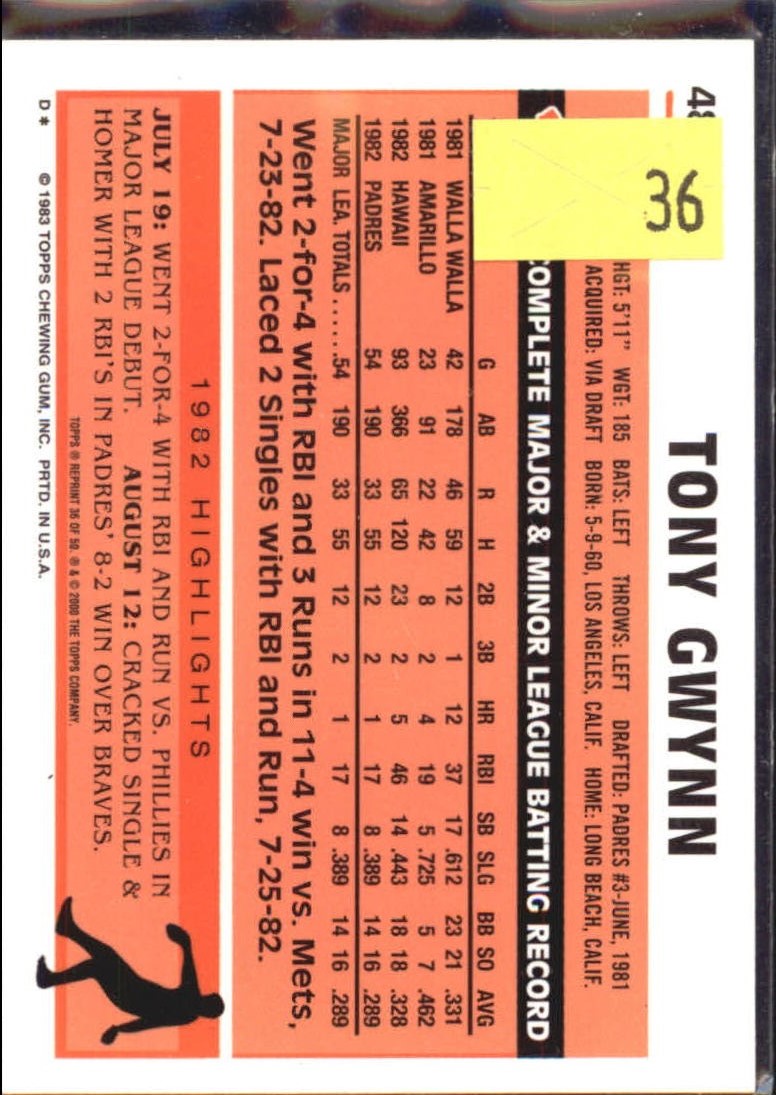 48
36
TONY GWYNN
HGT: 5'11" WGT: 185 BATS: LEFT THROWS: LEFT DRAFTED: PADRES #3-JUNE, 1981
ACQUIRED: VIA DRAFT BORN: 5-9-60, LOS ANGELES, CALIF. HOME: LONG BEACH, CALIF.
COMPLETE MAJOR & MINOR LEAGUE BATTING RECORD
G AB R H 2B 3B HR RBI SB SLG BB SO AVG
1981 WALLA WALLA 42 178 46 59 12 1 12 37 17 .612 23 21 .331
1981 AMARILLO 23 91 22 42 8 2 4 19 5 .725 5 7 .462
1982 HAWAII 93 366 65 120 23 2 5 46 14 .443 18 18 .328
1982 PADRES 54 190 33 55 12 2 1 17 8 .389 14 16 .289
MAJOR LEA. TOTALS ..... 54 190 33 55 12 2 1 17 8 .389 14 16 .289
Went 2-for-4 with RBI and 3 Runs in 11-4 win vs. Mets,
7-23-82. Laced 2 Singles with RBI and Run, 7-25-82.
1982 HIGHLIGHTS
JULY 19: WENT 2-FOR-4 WITH RBI AND RUN VS. PHILLIES IN
MAJOR LEAGUE DEBUT. AUGUST 12: CRACKED SINGLE &
HOMER WITH 2 RBI'S IN PADRES' 8-2 WIN OVER BRAVES.
TOPPS ® REPRINT 36 OF 50. ® & © 2000 THE TOPPS COMPANY.
D* © 1983 TOPPS CHEWING GUM, INC. PRTD. IN U.S.A.